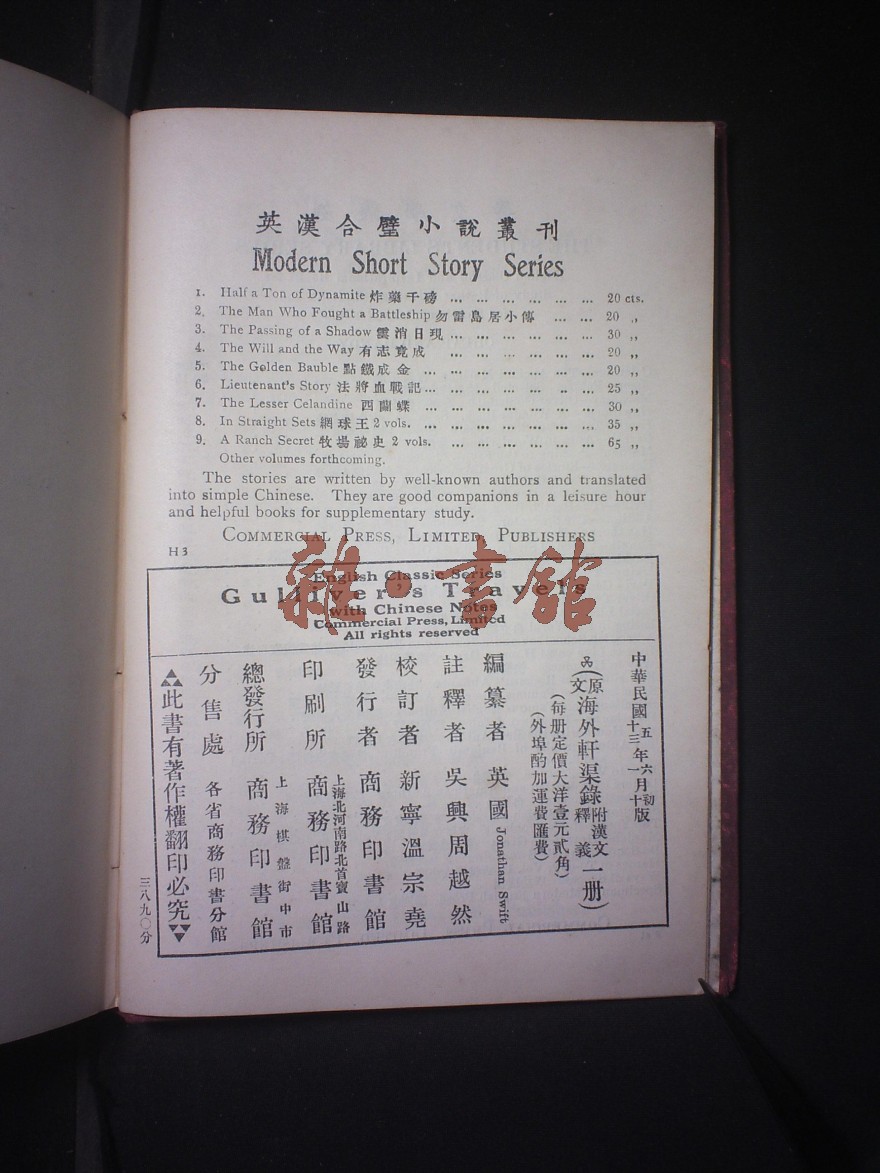 英漢合璧小說叢刊
Modern Short Story Series
1. Half a Ton of Dynamite 炸藥千磅 ... ... ... ... ... ... 20 cts.
2. The Man Who Fought a Battleship 勿雷島居小傳 ... ... 20 ,,
3. The Passing of a Shadow 雲消日現 ... ... ... ... ... ... 30 ,,
4. The Will and the Way 有志竟成 ... ... ... ... ... ... 20 ,,
5. The Golden Bauble 點鐵成金 ... ... ... ... ... ... ... 20 ,,
6. Lieutenant's Story 法將血戰記 ... ... ... ... ... ... ... 25 ,,
7. The Lesser Celandine 西蘭蝶 ... ... ... ... ... ... ... 30 ,,
8. In Straight Sets 網球王 2 vols. ... ... ... ... ... ... ... 35 ,,
9. A Ranch Secret 牧場祕史 2 vols. ... ... ... ... ... ... 65 ,,
Other volumes forthcoming.
The stories are written by well-known authors and translated
into simple Chinese. They are good companions in a leisure hour
and helpful books for supplementary study.
COMMERCIAL PRESS, LIMITED, PUBLISHERS
H 3
雜·書館
English Classic Series
Gulliver's Travels
with Chinese Notes
Commercial Press, Limited
All rights reserved
中華民國五年六月初版
十三年一月十版
(原文海外軒渠錄附漢文釋義一册)
(每册定價大洋壹元貳角)
(外埠酌加運費匯費)
編纂者 英國 Jonathan Swift
註釋者 吳興周越然
校訂者 新寧溫宗堯
發行者 商務印書館
印刷所 上海北河南路北首寶山路 商務印書館
總發行所 上海棋盤街中市 商務印書館
分售處 各省商務印書分館
此書有著作權翻印必究
三八九〇分